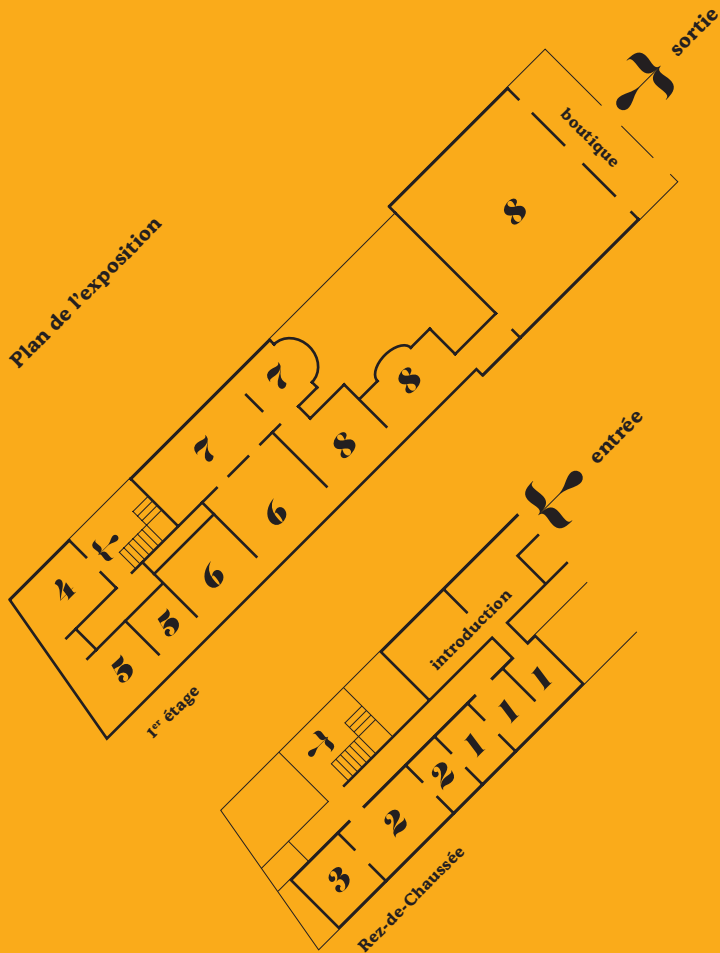 Plan de l’exposition
sortie
boutique
8
8
8
7
7
6
6
5
5
4
1er étage
entrée
introduction
1
1
1
2
2
3
Rez-de-Chaussée